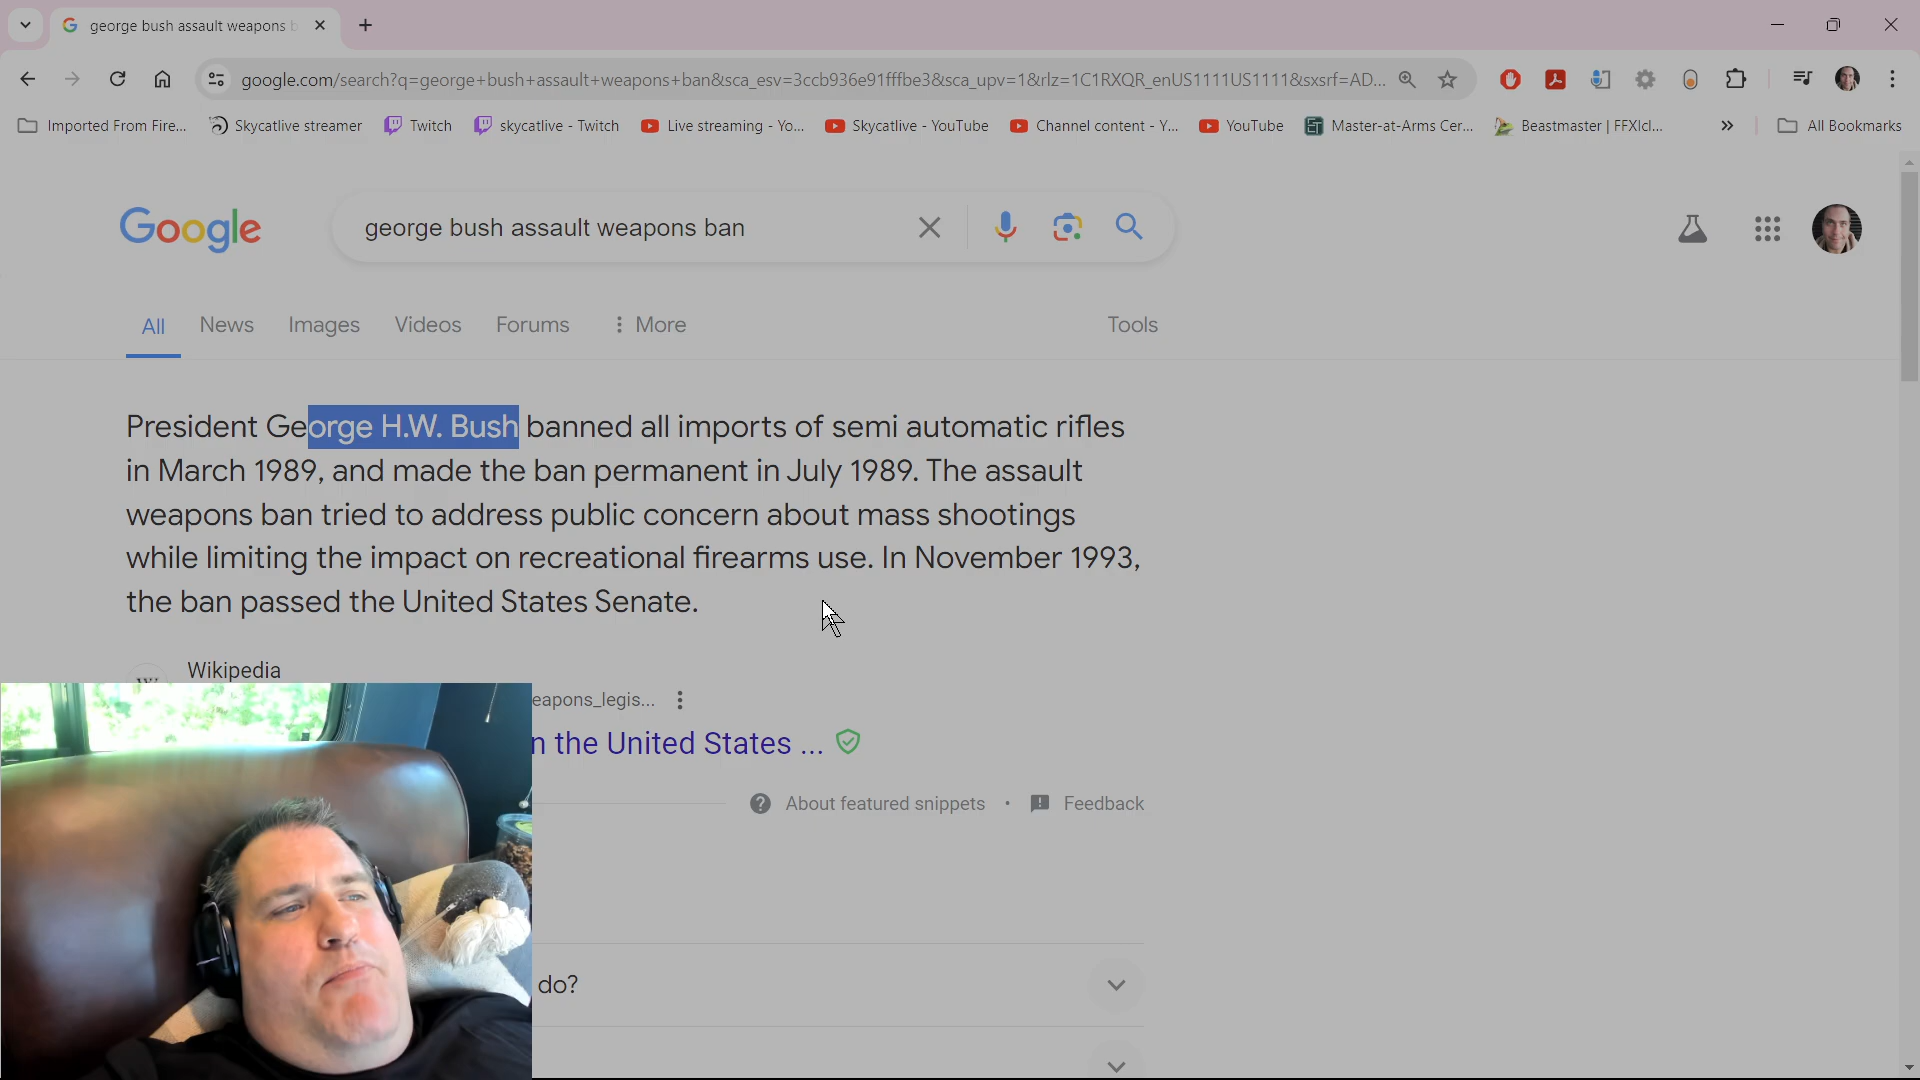 george bush assault weapons b
google.com/search?q=george+bush+assault+weapons+ban&sca_esv=3ccb936e91fffbe3&sca_upv=1&rlz=1C1RXQR_enUS1111US1111&sxsrf=AD...
Imported From Fire...
Skycatlive streamer
Twitch
skycatlive - Twitch
Live streaming - Yo...
Skycatlive - YouTube
Channel content - Y...
YouTube
Master-at-Arms Cer...
Beastmaster | FFXIcl...
All Bookmarks
Google
george bush assault weapons ban
All
News
Images
Videos
Forums
More
Tools
President George H.W. Bush banned all imports of semi automatic rifles
in March 1989, and made the ban permanent in July 1989. The assault
weapons ban tried to address public concern about mass shootings
while limiting the impact on recreational firearms use. In November 1993,
the ban passed the United States Senate.
Wikipedia
eapons_legis...
n the United States ...
About featured snippets
Feedback
do?